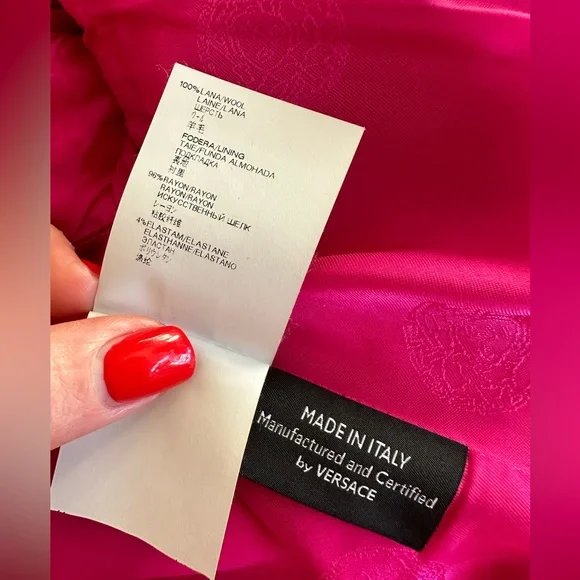 100%LANA/WOOL
LAINE/LANA
ШЕРСТЬ
ウール
羊毛
FODERA/LINING
TAIE/FUNDA ALMOHADA
ПОДКЛАДКА
裏地
衬里
96%RAYON/RAYON
RAYON/RAYON
ИСКУССТВЕННЫЙ ШЕЛК
レーヨン
粘胶纤维
4%ELASTAM/ELASTANE
ELASTHANNE/ELASTANO
ЭЛАСТАН
ポリウレタン
MADE IN ITALY
Manufactured and Certified
by VERSACE